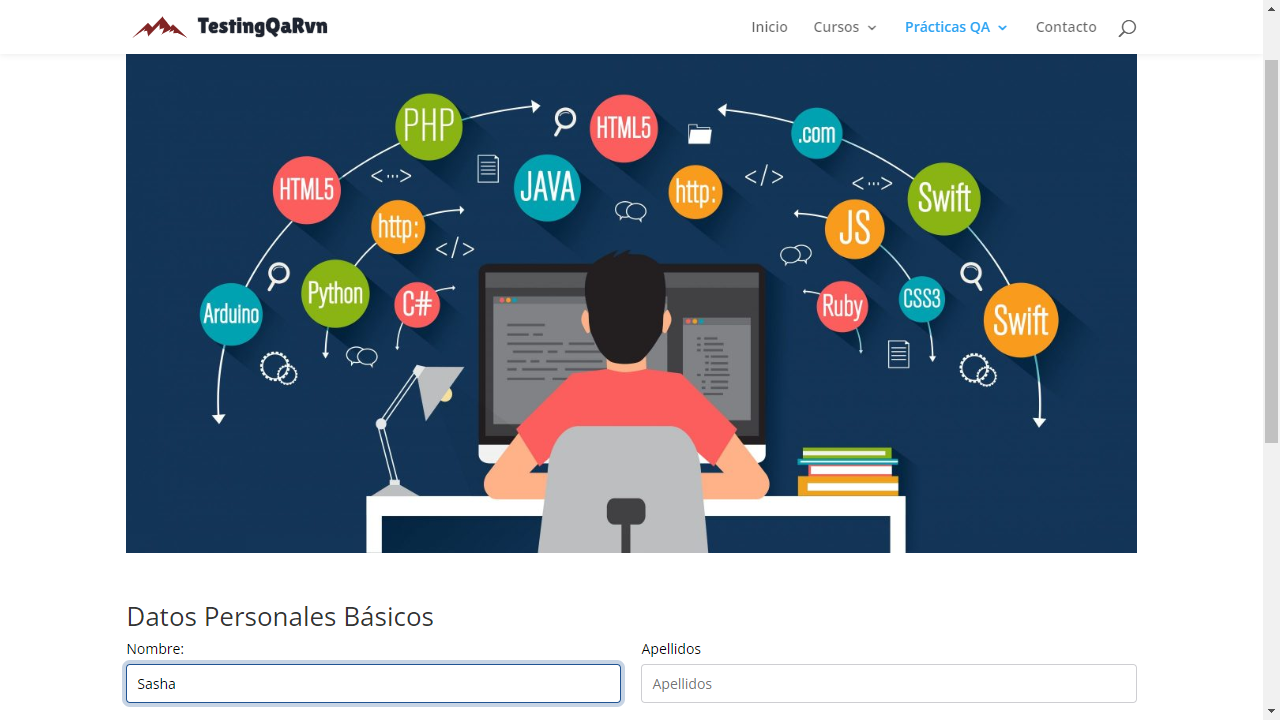 TestingQaRvn
Inicio Cursos Prácticas QA Contacto
PHP
HTML5
.com
HTML5
JAVA
http:
Swift
http:
JS
Python
C#
Ruby
CSS3
Arduino
Swift
Datos Personales Básicos
Nombre: Apellidos
Sasha Apellidos